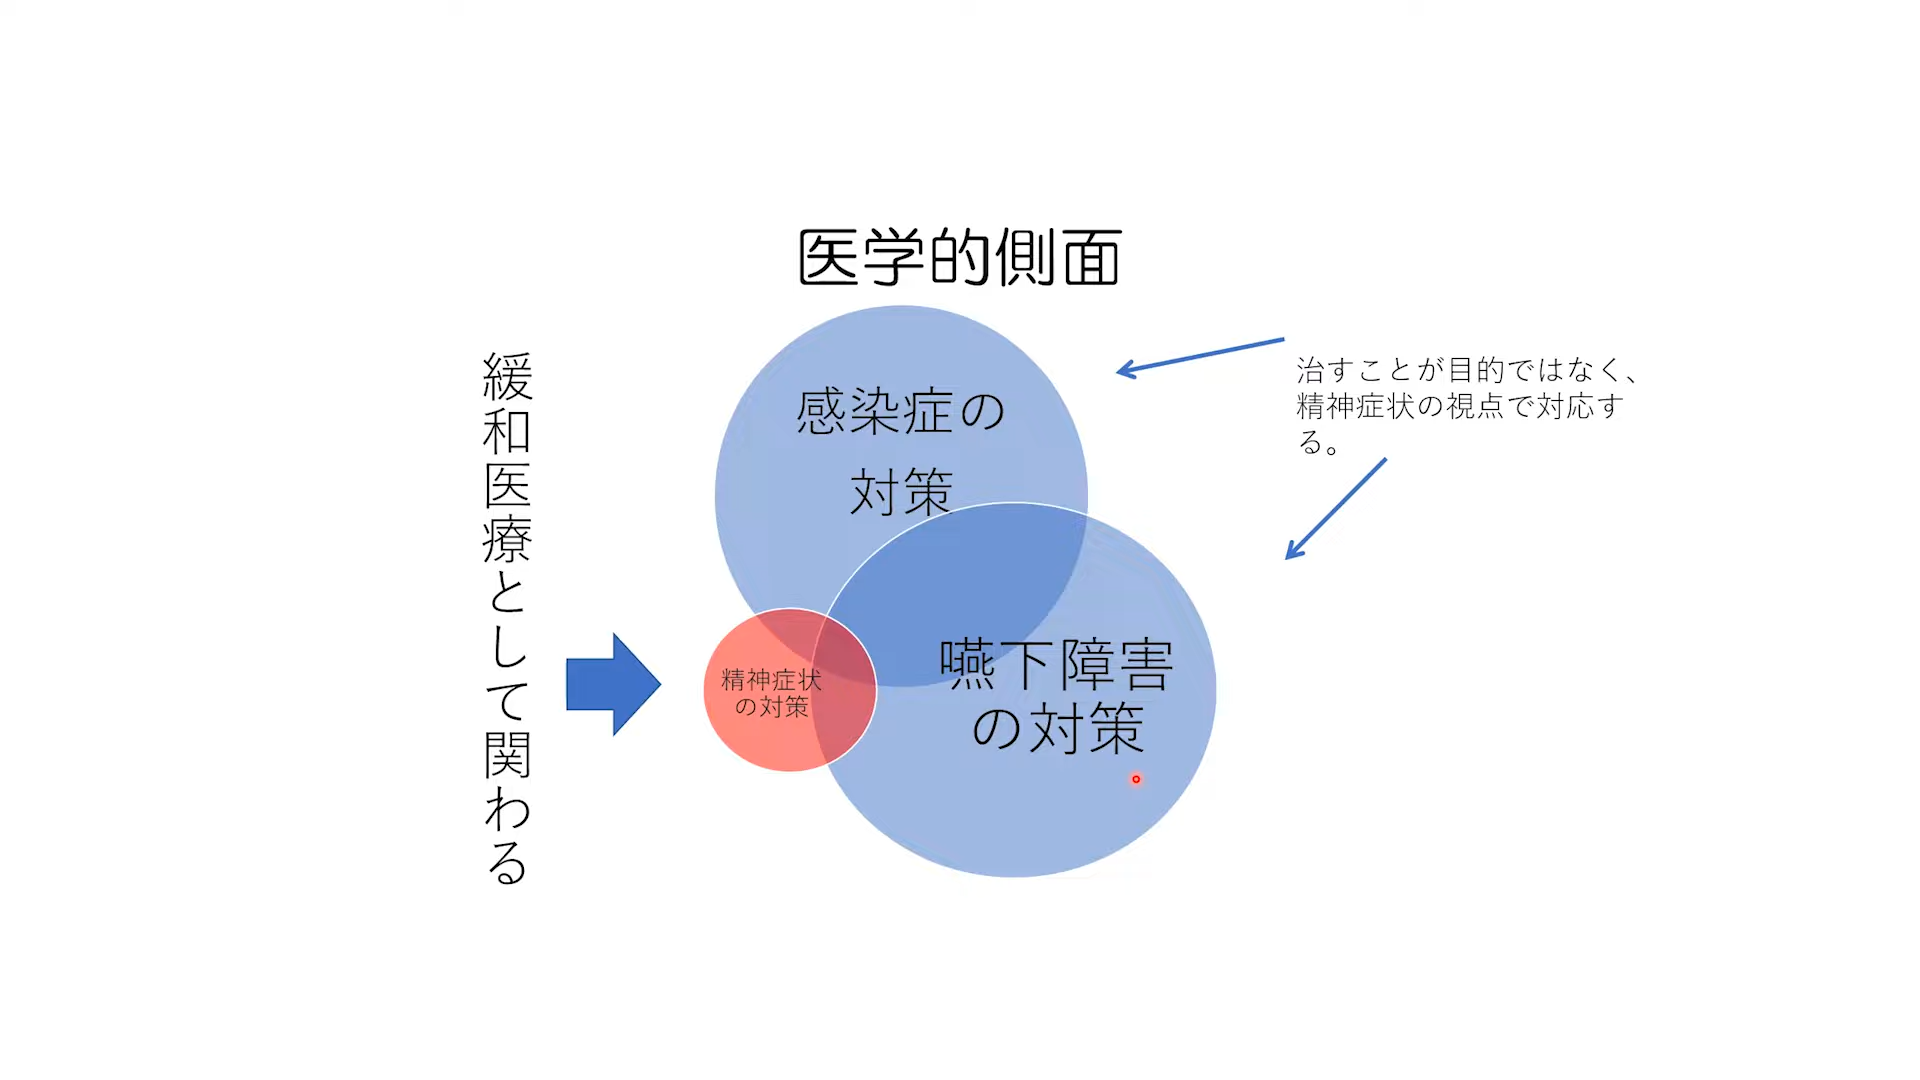 医学的側面
緩和医療として関わる
感染症の
対策
精神症状
の対策
嚥下障害
の対策
治すことが目的ではなく、
精神症状の視点で対応す
る。